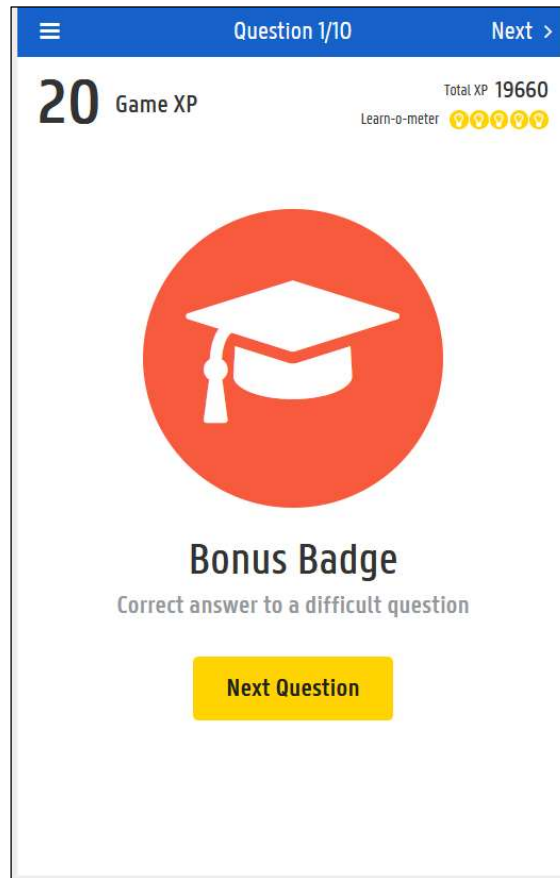 Question 1/10
Next >
20 Game XP
Total XP 19660
Learn-o-meter
Bonus Badge
Correct answer to a difficult question
Next Question